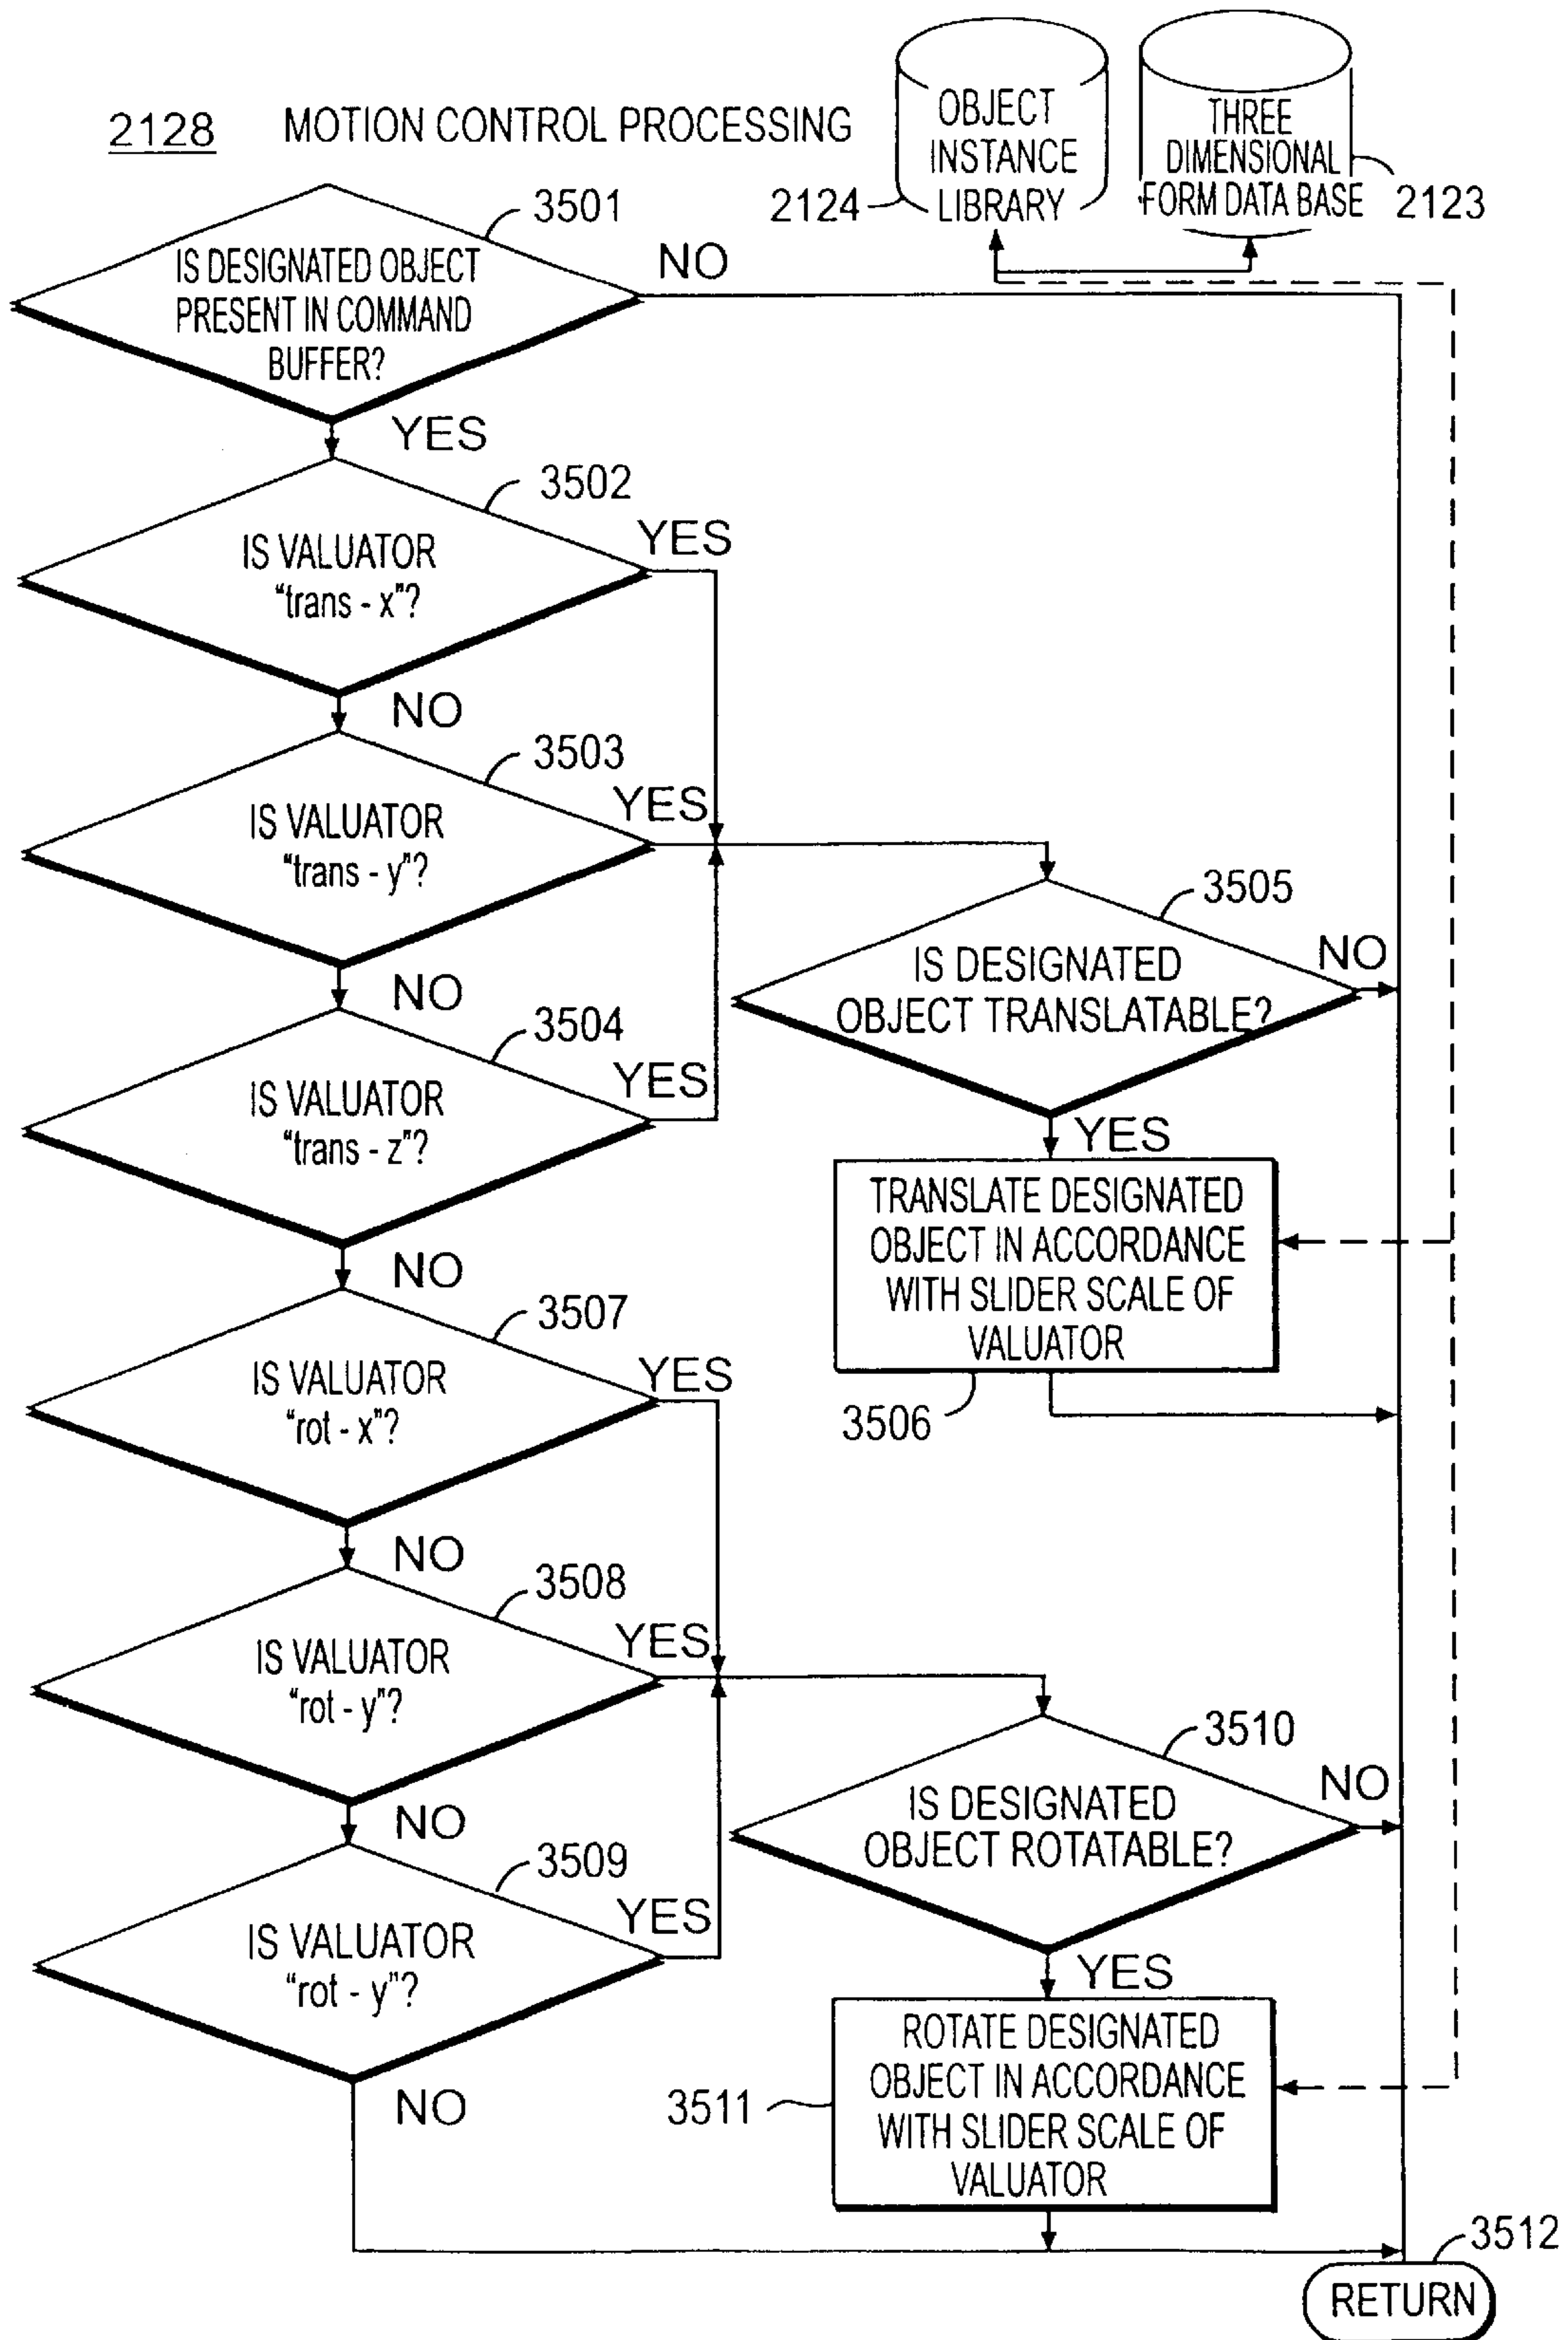 2128 MOTION CONTROL PROCESSING
OBJECT
INSTANCE
LIBRARY
2124
THREE
DIMENSIONAL
FORM DATA BASE
2123
3501
IS DESIGNATED OBJECT
PRESENT IN COMMAND
BUFFER?
NO
YES
3502
IS VALUATOR
"trans - x"?
YES
NO
3503
IS VALUATOR
"trans - y"?
YES
NO
3504
IS VALUATOR
"trans - z"?
YES
NO
3505
IS DESIGNATED
OBJECT TRANSLATABLE?
NO
YES
TRANSLATE DESIGNATED
OBJECT IN ACCORDANCE
WITH SLIDER SCALE OF
VALUATOR
3506
3507
IS VALUATOR
"rot - x"?
YES
NO
3508
IS VALUATOR
"rot - y"?
YES
NO
3509
IS VALUATOR
"rot - y"?
YES
NO
3510
IS DESIGNATED
OBJECT ROTATABLE?
NO
YES
ROTATE DESIGNATED
OBJECT IN ACCORDANCE
WITH SLIDER SCALE OF
VALUATOR
3511
3512
RETURN